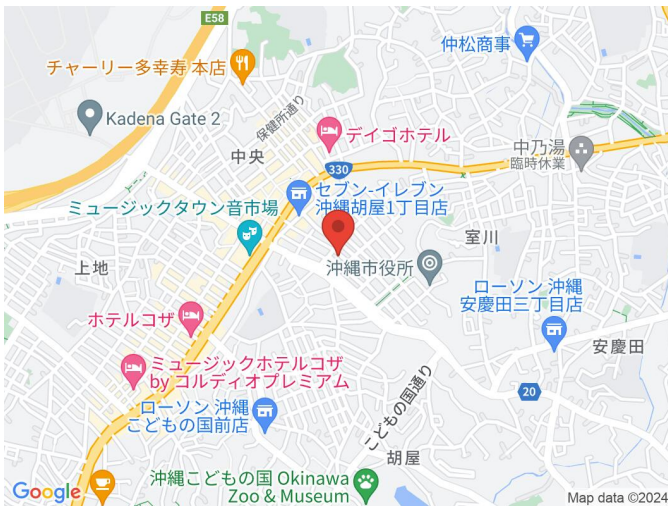 E58
仲松商事
チャーリー多幸寿 本店
Kadena Gate 2
保健所通り
デイゴホテル
中央
中乃湯
臨時休業
330
セブン-イレブン
沖縄胡屋1丁目店
ミュージックタウン音市場
室川
沖縄市役所
上地
ローソン 沖縄
安慶田三丁目店
ホテルコザ
安慶田
ミュージックホテルコザ
by コルディオプレミアム
20
ローソン 沖縄
こどもの国前店
こどもの国通り
胡屋
沖縄こどもの国 Okinawa
Zoo & Museum
Google
Map data ©2024